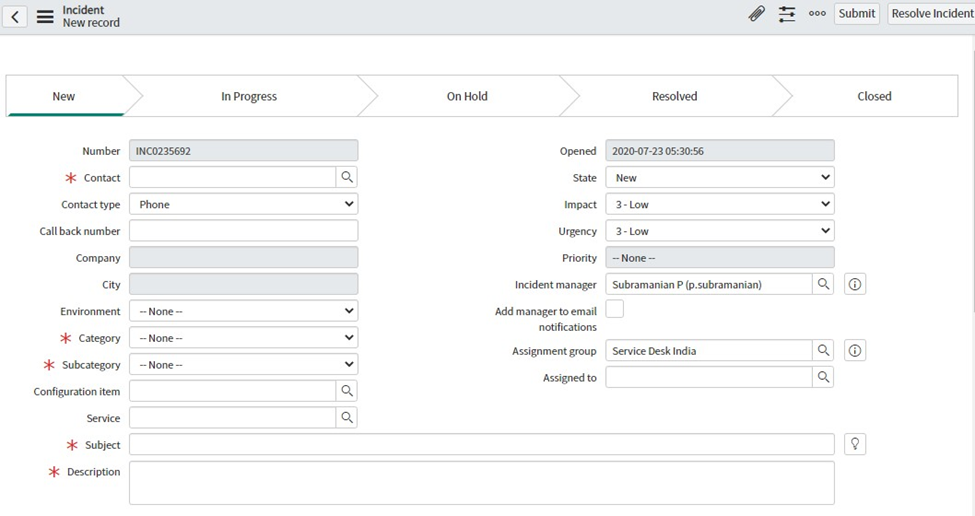 Incident
New record
Submit
Resolve Incident
New
In Progress
On Hold
Resolved
Closed
Number INC0235692
* Contact
Contact type Phone
Call back number
Company
City
Environment -- None --
* Category -- None --
* Subcategory -- None --
Configuration item
Service
* Subject
* Description
Opened 2020-07-23 05:30:56
State New
Impact 3 - Low
Urgency 3 - Low
Priority -- None --
Incident manager Subramanian P (p.subramanian)
Add manager to email
notifications
Assignment group Service Desk India
Assigned to